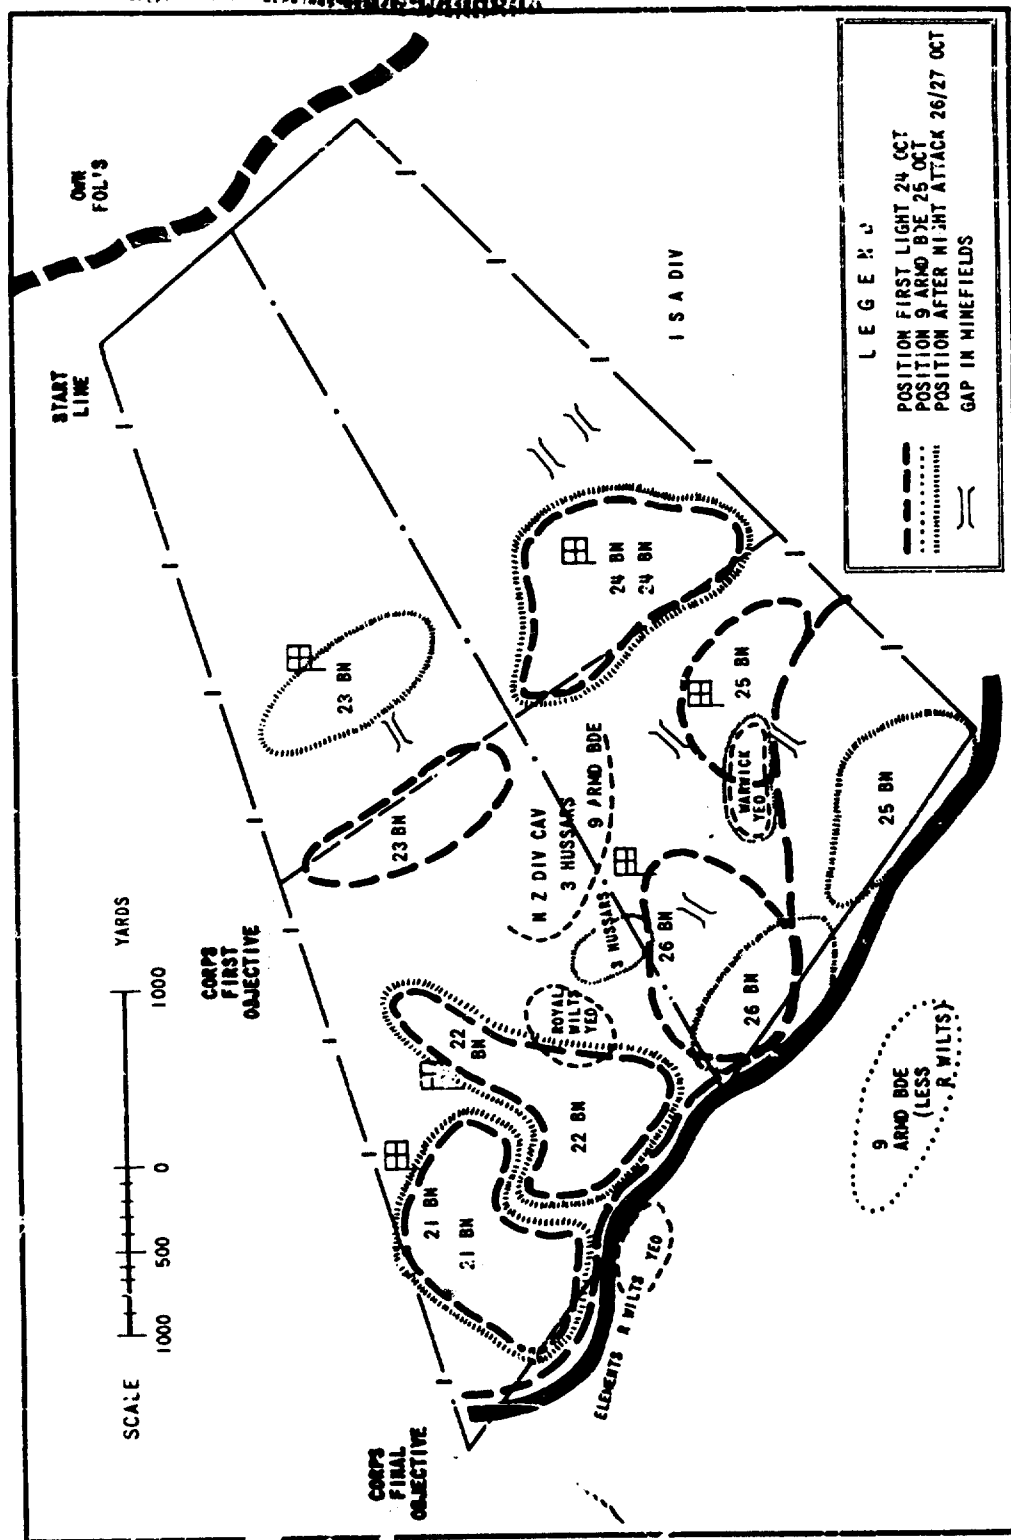 SCALE
1000
500
0
1000
YARDS
OWN
FDL'S
START
LINE
CORPS
FIRST
OBJECTIVE
CORPS
FINAL
OBJECTIVE
23 BN
23 BN
24 BN
24 BN
1 S A DIV
N Z DIV CAV
3 HUSSARS
9 ARMD BDE
3 HUSSARS
ROYAL
WILTS
YEO
22
BN
22 BN
21 BN
21 BN
26 BN
26 BN
25 BN
WARWICK
YEO
25 BN
ELEMENTS R WILTS YEO
9
ARMD BDE
(LESS
R WILTS)
LEGEND
POSITION FIRST LIGHT 24 OCT
POSITION 9 ARMD BDE 25 OCT
POSITION AFTER NIGHT ATTACK 26/27 OCT
GAP IN MINEFIELDS